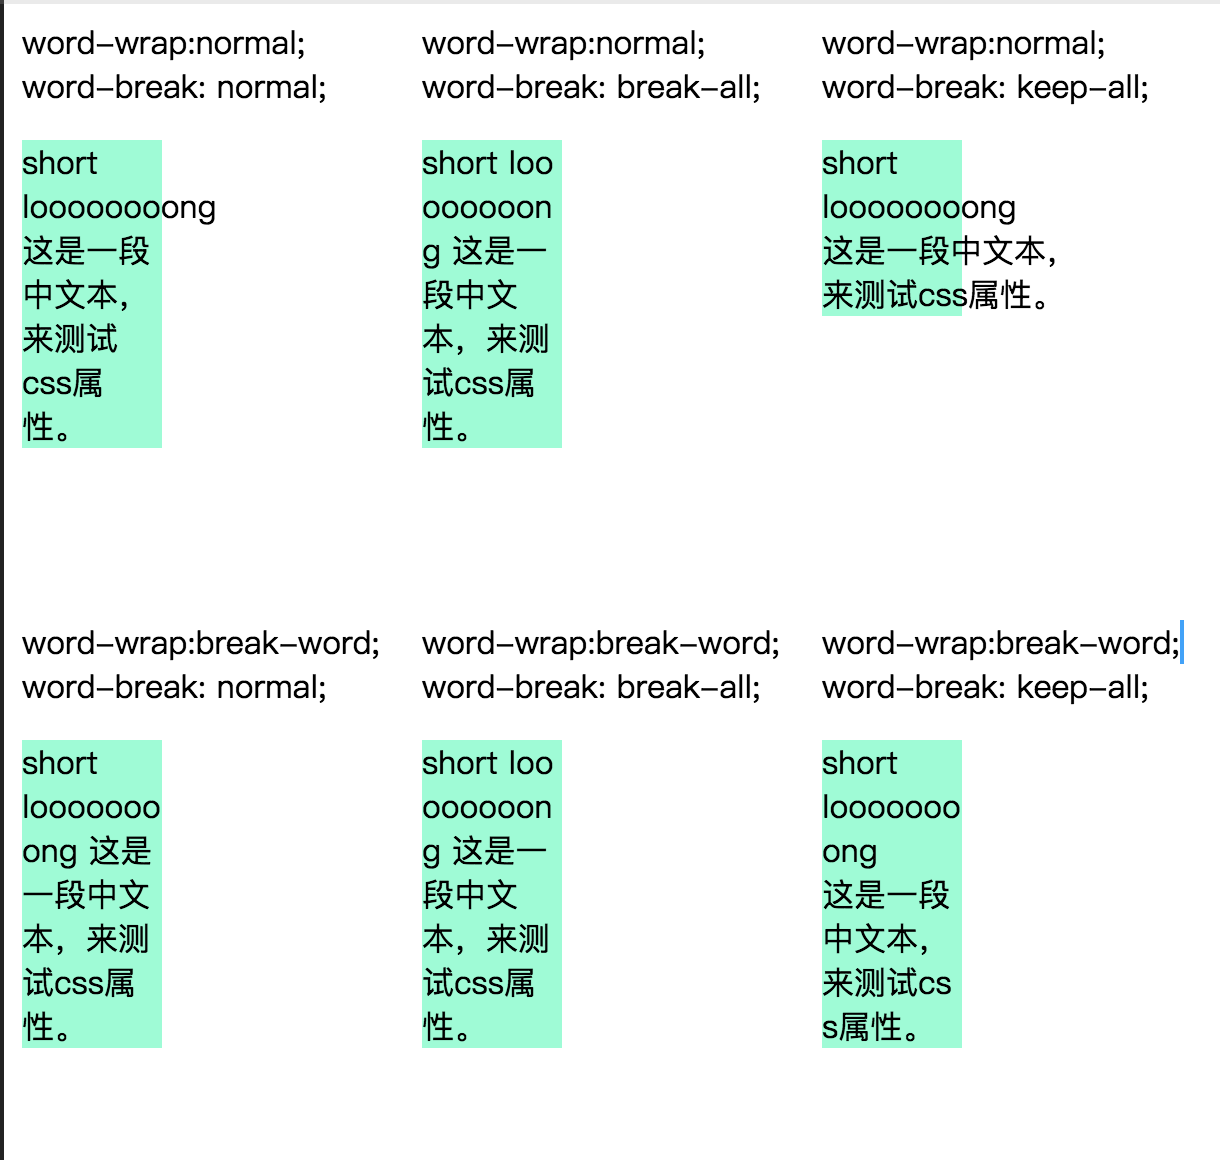 word-wrap:normal;
word-break: normal;
short
looooooooong
这是一段
中文本，
来测试
css属
性。
word-wrap:normal;
word-break: break-all;
short loo
ooooooon
g 这是一
段中文
本，来测
试css属
性。
word-wrap:normal;
word-break: keep-all;
short
looooooooong
这是一段中文本，
来测试css属性。
word-wrap:break-word;
word-break: normal;
short
looooooo
ong 这是
一段中文
本，来测
试css属
性。
word-wrap:break-word;
word-break: break-all;
short loo
ooooooon
g 这是一
段中文
本，来测
试css属
性。
word-wrap:break-word;
word-break: keep-all;
short
looooooo
ong
这是一段
中文本，
来测试cs
s属性。